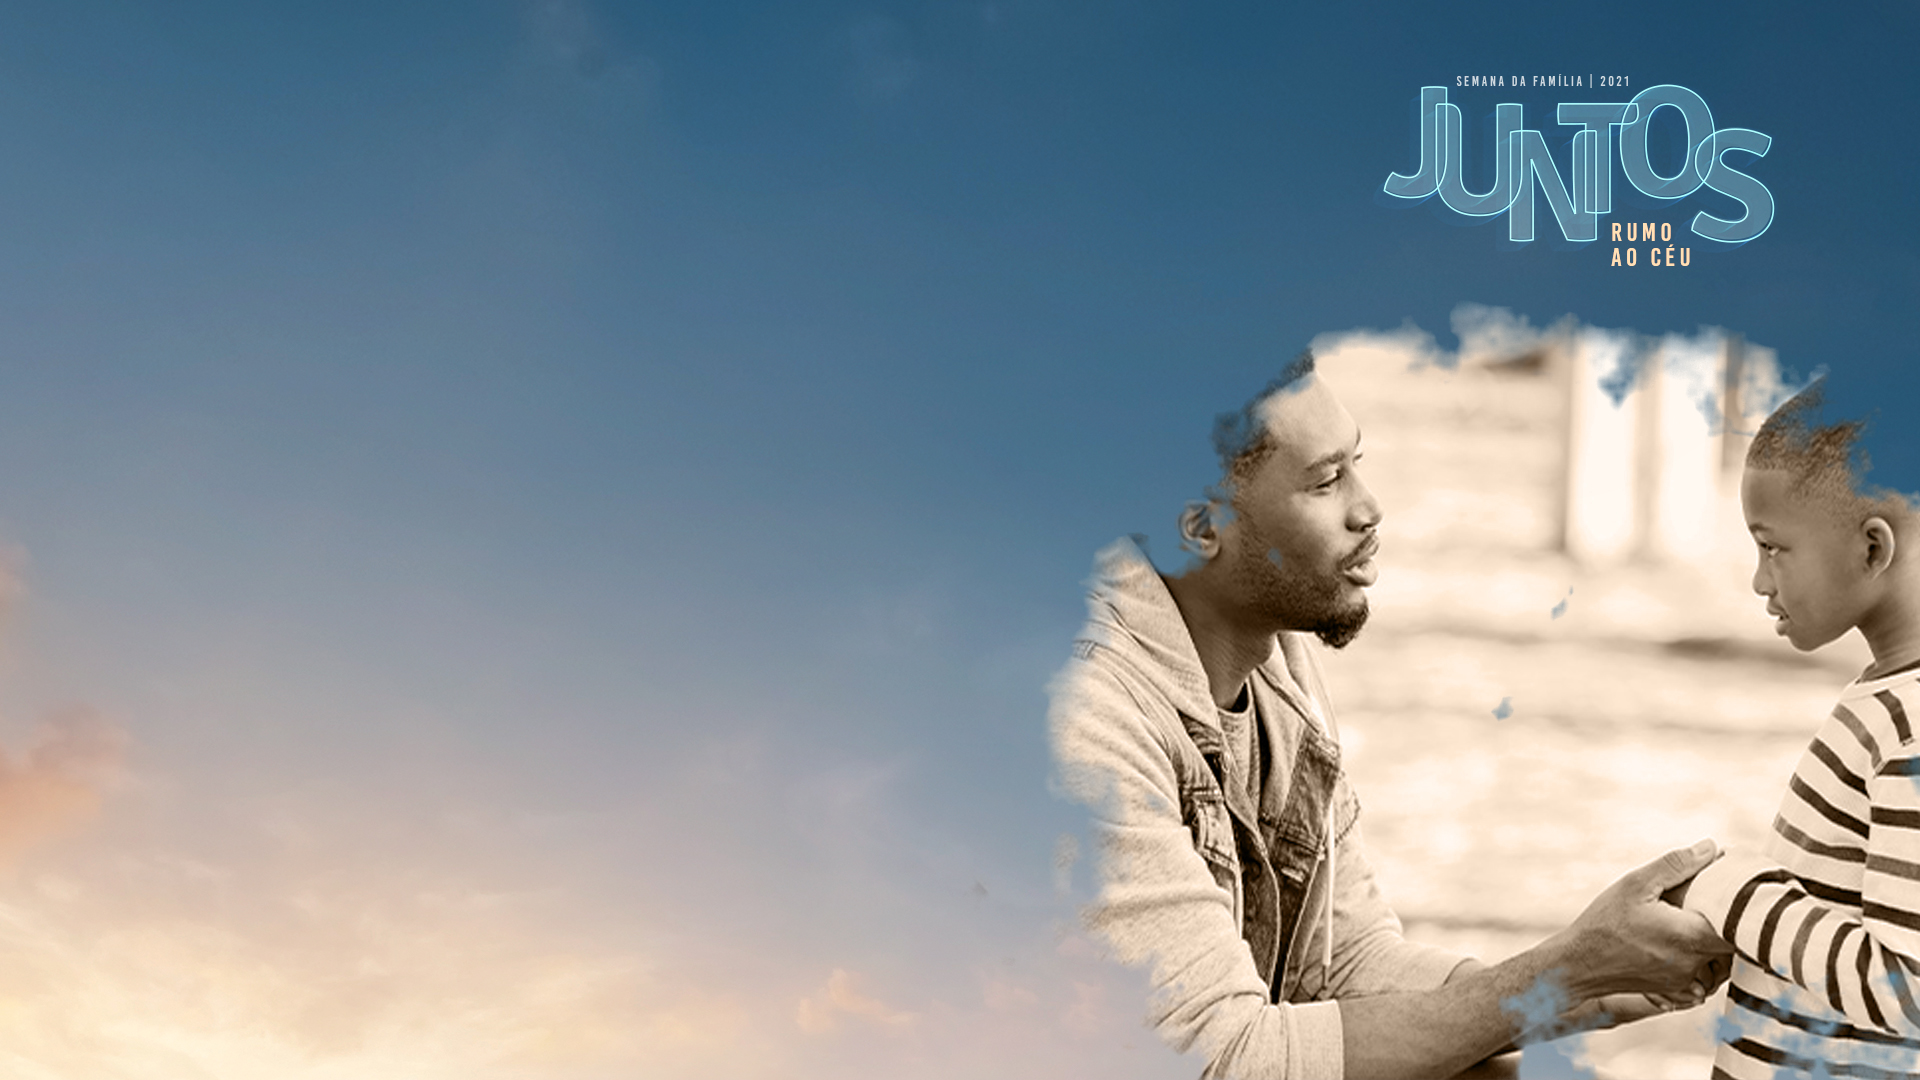 SEMANA DA FAMÍLIA | 2021
JUNTOS
RUMO
AO CÉU